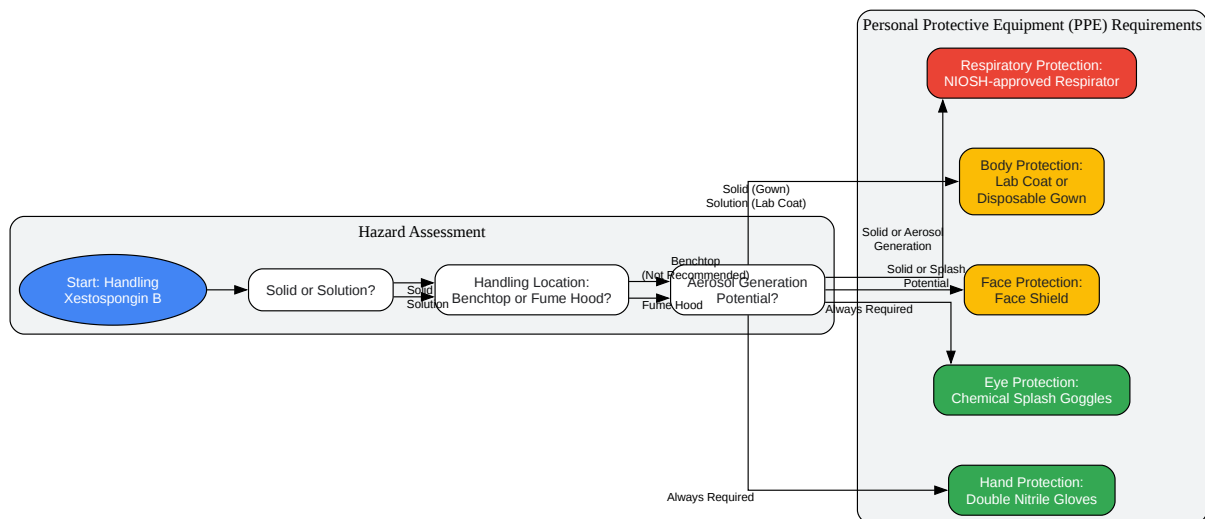 Personal Protective Equipment (PPE) Requirements
Respiratory Protection:
NIOSH-approved Respirator
Body Protection:
Lab Coat or
Disposable Gown
Solid (Gown)
Solution (Lab Coat)
Hazard Assessment
Solid or Aerosol
Generation
Start: Handling
Xestospongin B
Solid or Solution?
Solid
Solution
Handling Location:
Benchtop or Fume Hood?
Benchtop
(Not Recommended)
Fume Hood
Aerosol Generation
Potential?
Solid or Splash
Potential
Always Required
Face Protection:
Face Shield
Eye Protection:
Chemical Splash Goggles
Always Required
Hand Protection:
Double Nitrile Gloves